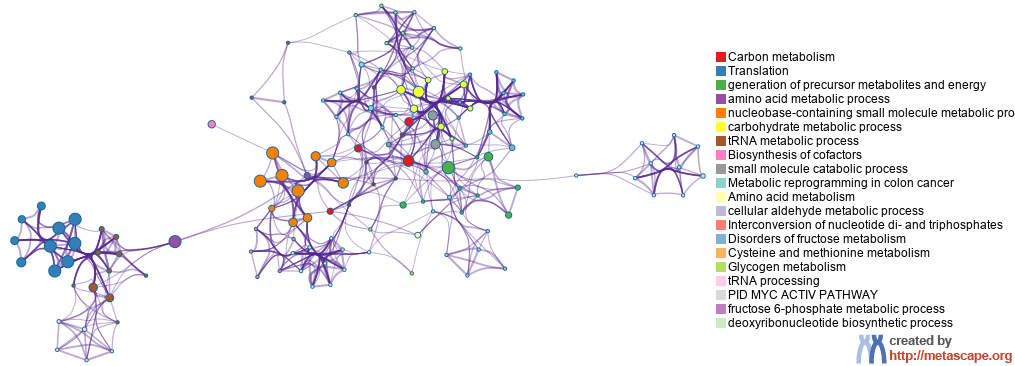 Carbon metabolism
Translation
generation of precursor metabolites and energy
amino acid metabolic process
nucleobase-containing small molecule metabolic pro
carbohydrate metabolic process
tRNA metabolic process
Biosynthesis of cofactors
small molecule catabolic process
Metabolic reprogramming in colon cancer
Amino acid metabolism
cellular aldehyde metabolic process
Interconversion of nucleotide di- and triphosphates
Disorders of fructose metabolism
Cysteine and methionine metabolism
Glycogen metabolism
tRNA processing
PID MYC ACTIV PATHWAY
fructose 6-phosphate metabolic process
deoxyribonucleotide biosynthetic process
created by
http://metascape.org